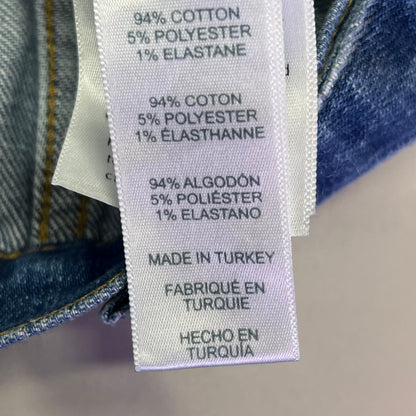 94% COTTON
5% POLYESTER
1% ELASTANE
94% COTON
5% POLYESTER
1% ÉLASTHANNE
94% ALGODÓN
5% POLIÉSTER
1% ELASTANO
MADE IN TURKEY
FABRIQUÉ EN
TURQUIE
HECHO EN
TURQUÍA